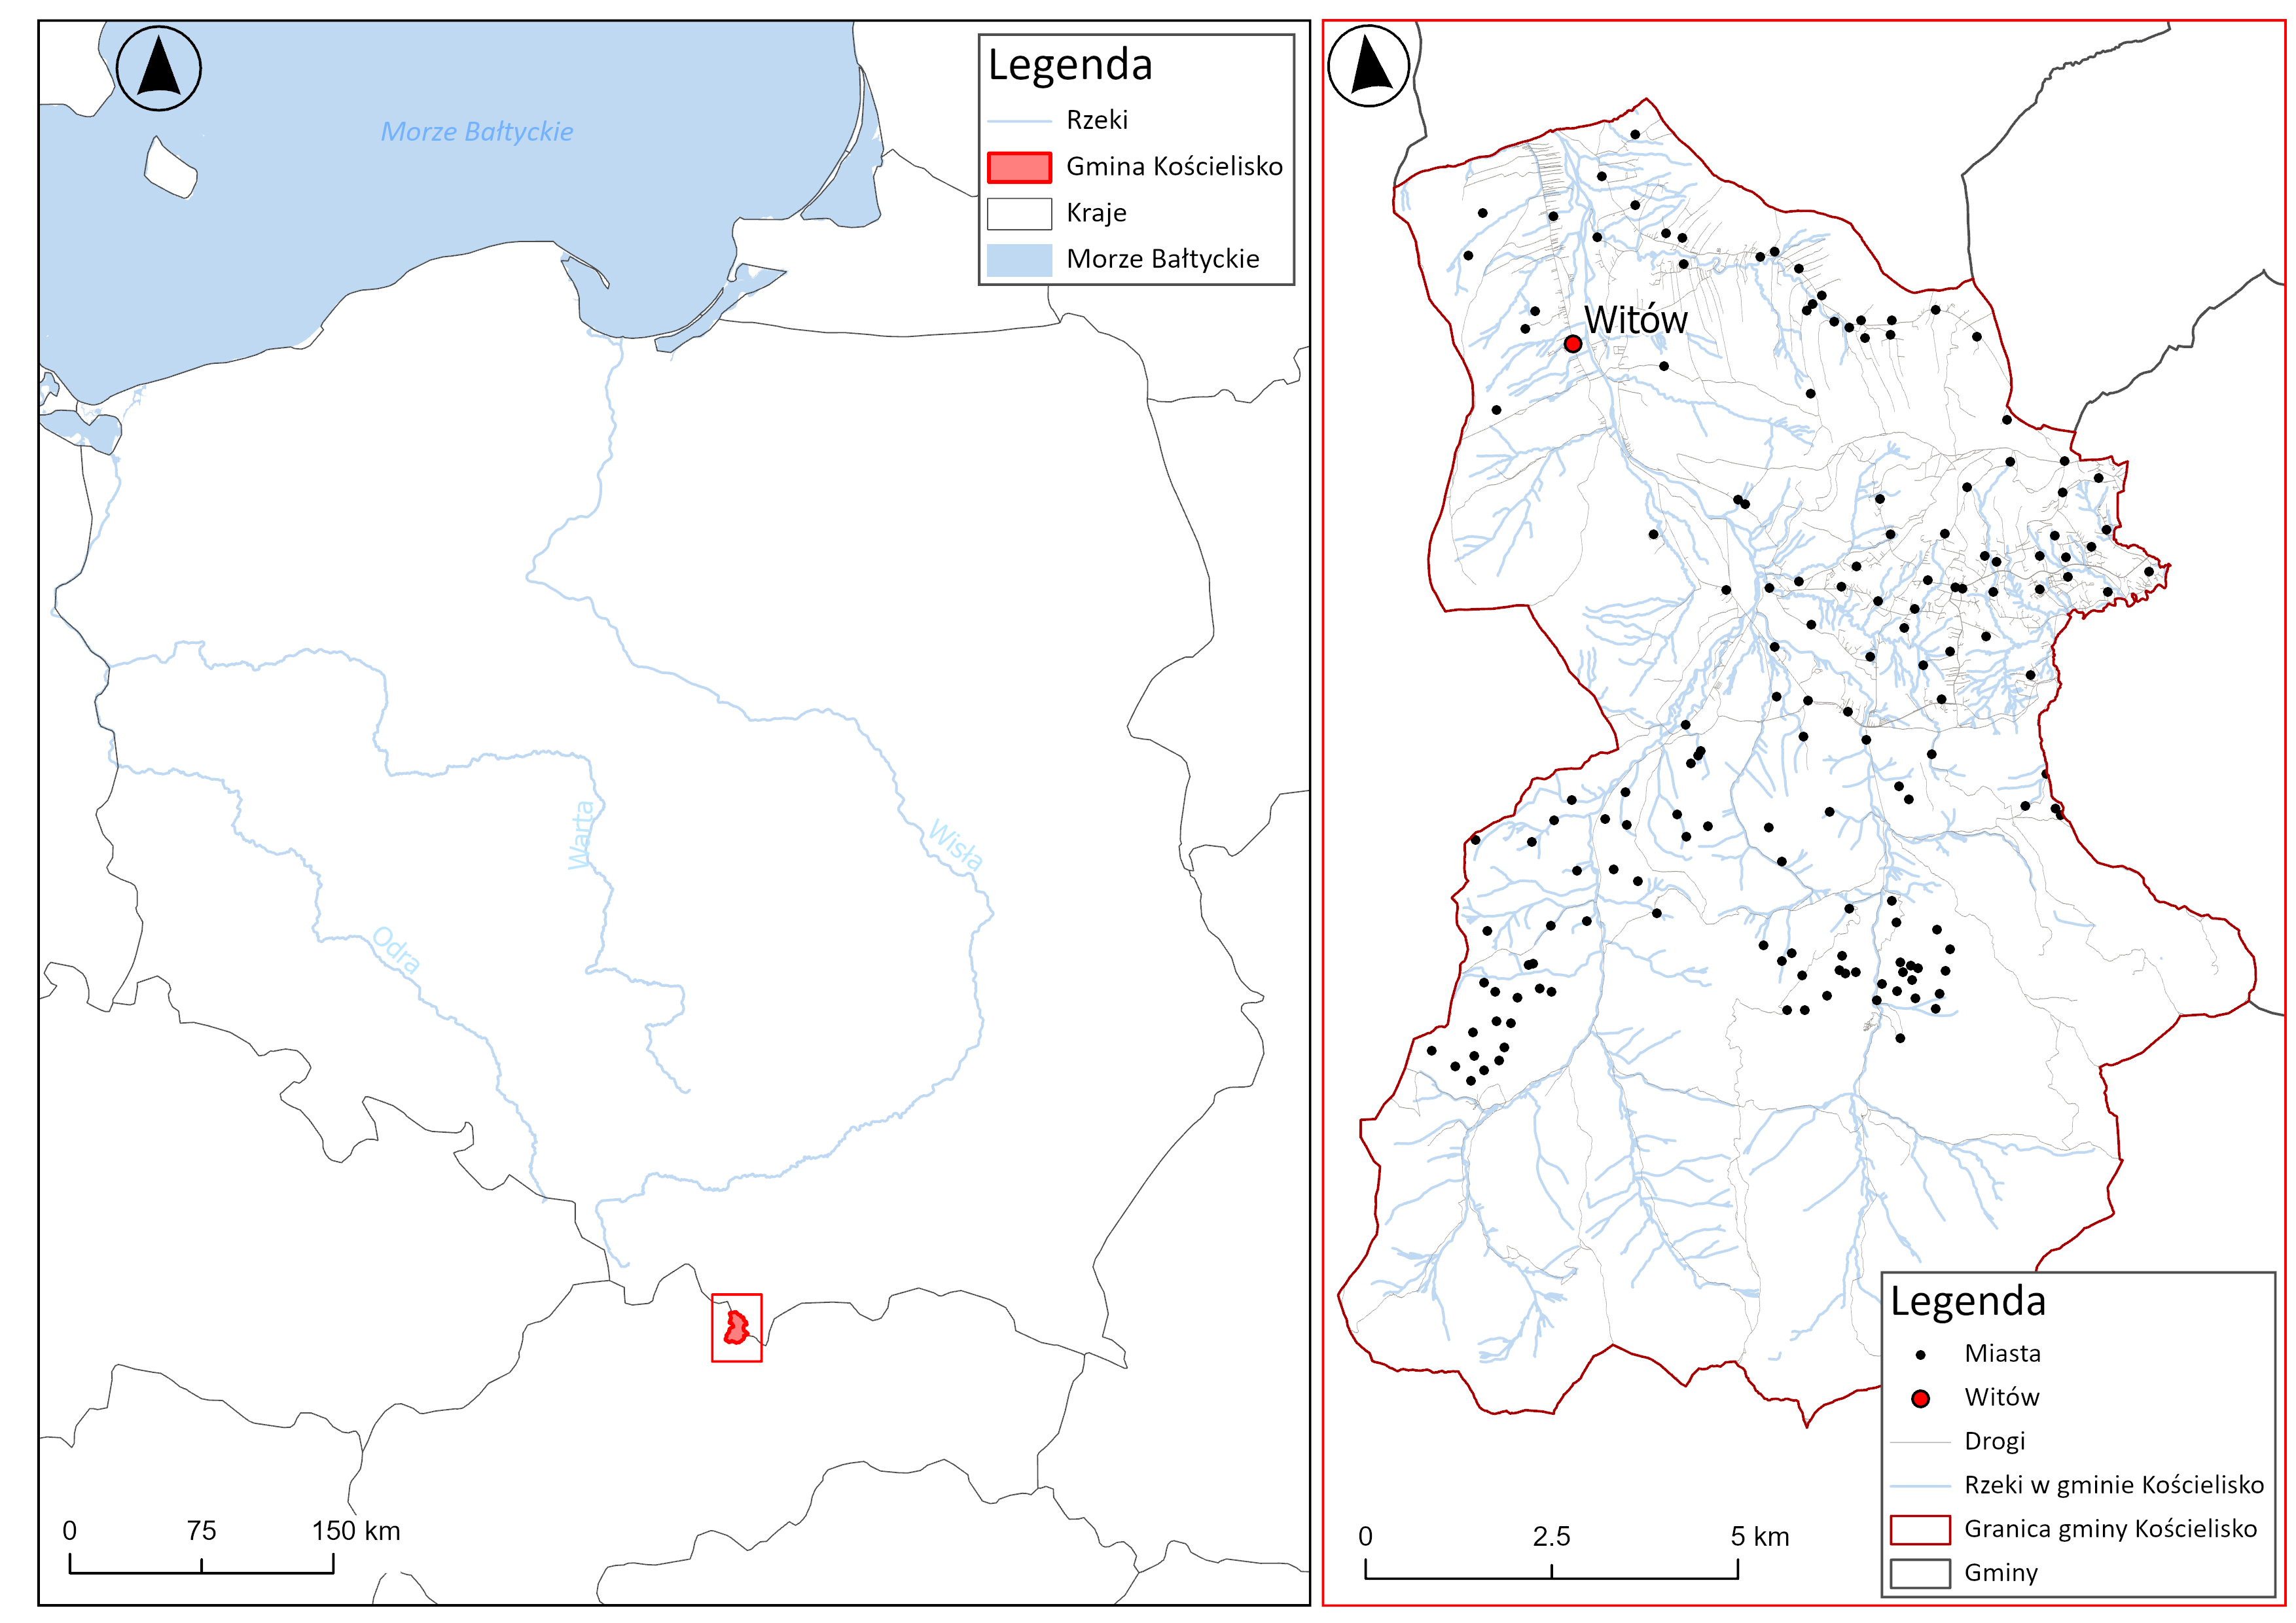 Morze Bałtyckie
Legenda
Rzeki
Gmina Kościelisko
Kraje
Morze Bałtyckie
Warta
Wisła
Odra
0 75 150 km
Witów
Legenda
Miasta
Witów
Drogi
Rzeki w gminie Kościelisko
Granica gminy Kościelisko
Gminy
0 2.5 5 km